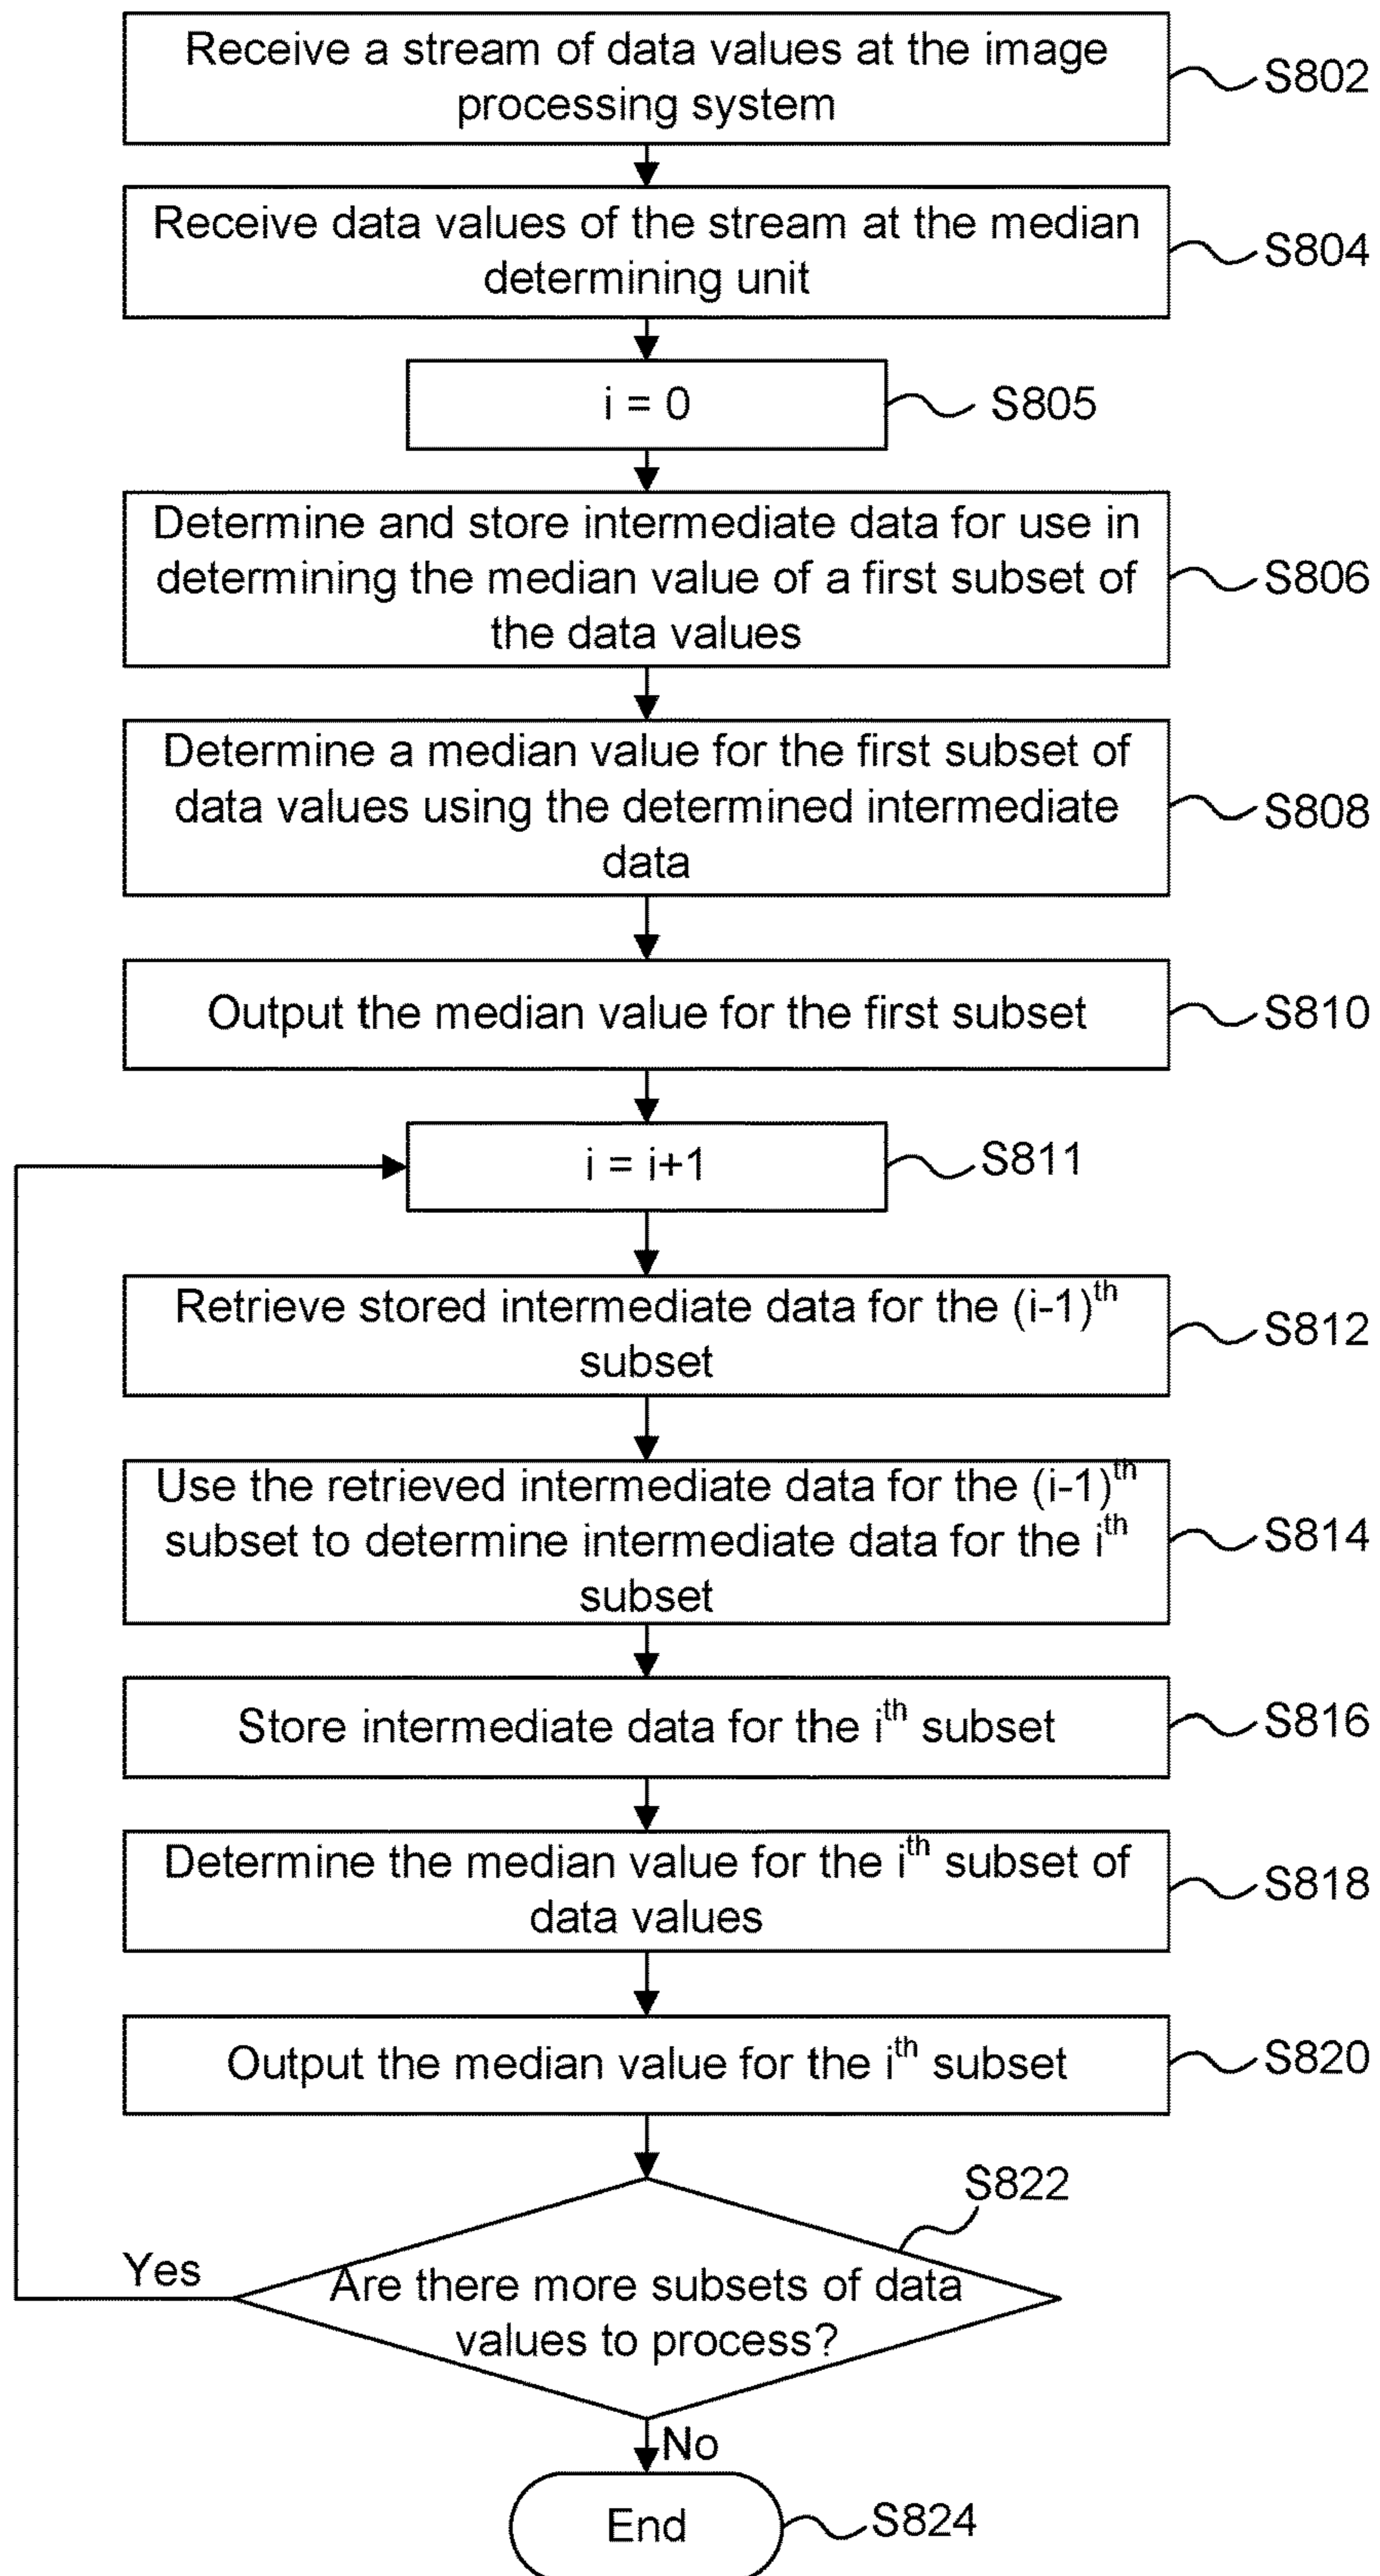 Receive a stream of data values at the image
processing system
S802
Receive data values of the stream at the median
determining unit
S804
i = 0
S805
Determine and store intermediate data for use in
determining the median value of a first subset of
the data values
S806
Determine a median value for the first subset of
data values using the determined intermediate
data
S808
Output the median value for the first subset
S810
i = i+1
S811
Retrieve stored intermediate data for the (i-1)th
subset
S812
Use the retrieved intermediate data for the (i-1)th
subset to determine intermediate data for the ith
subset
S814
Store intermediate data for the ith subset
S816
Determine the median value for the ith subset of
data values
S818
Output the median value for the ith subset
S820
S822
Yes
Are there more subsets of data
values to process?
No
End
S824